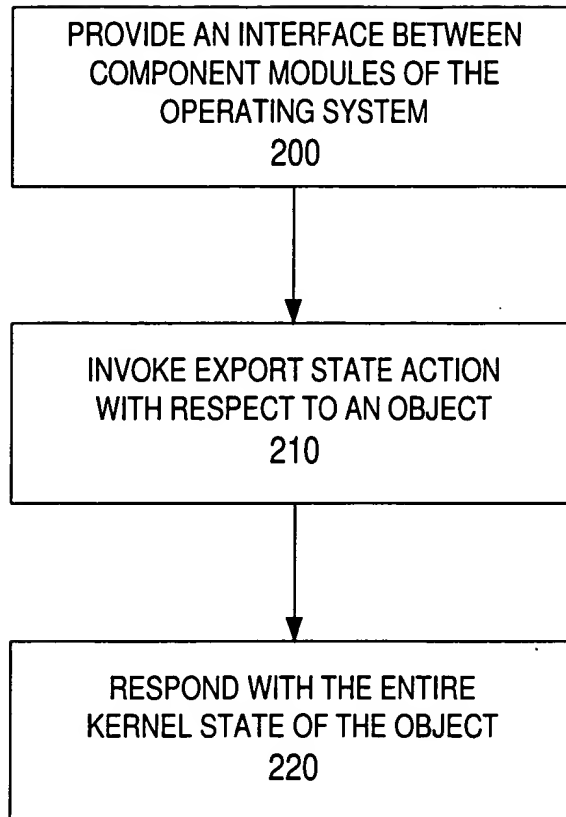 PROVIDE AN INTERFACE BETWEEN
COMPONENT MODULES OF THE
OPERATING SYSTEM
200
INVOKE EXPORT STATE ACTION
WITH RESPECT TO AN OBJECT
210
RESPOND WITH THE ENTIRE
KERNEL STATE OF THE OBJECT
220